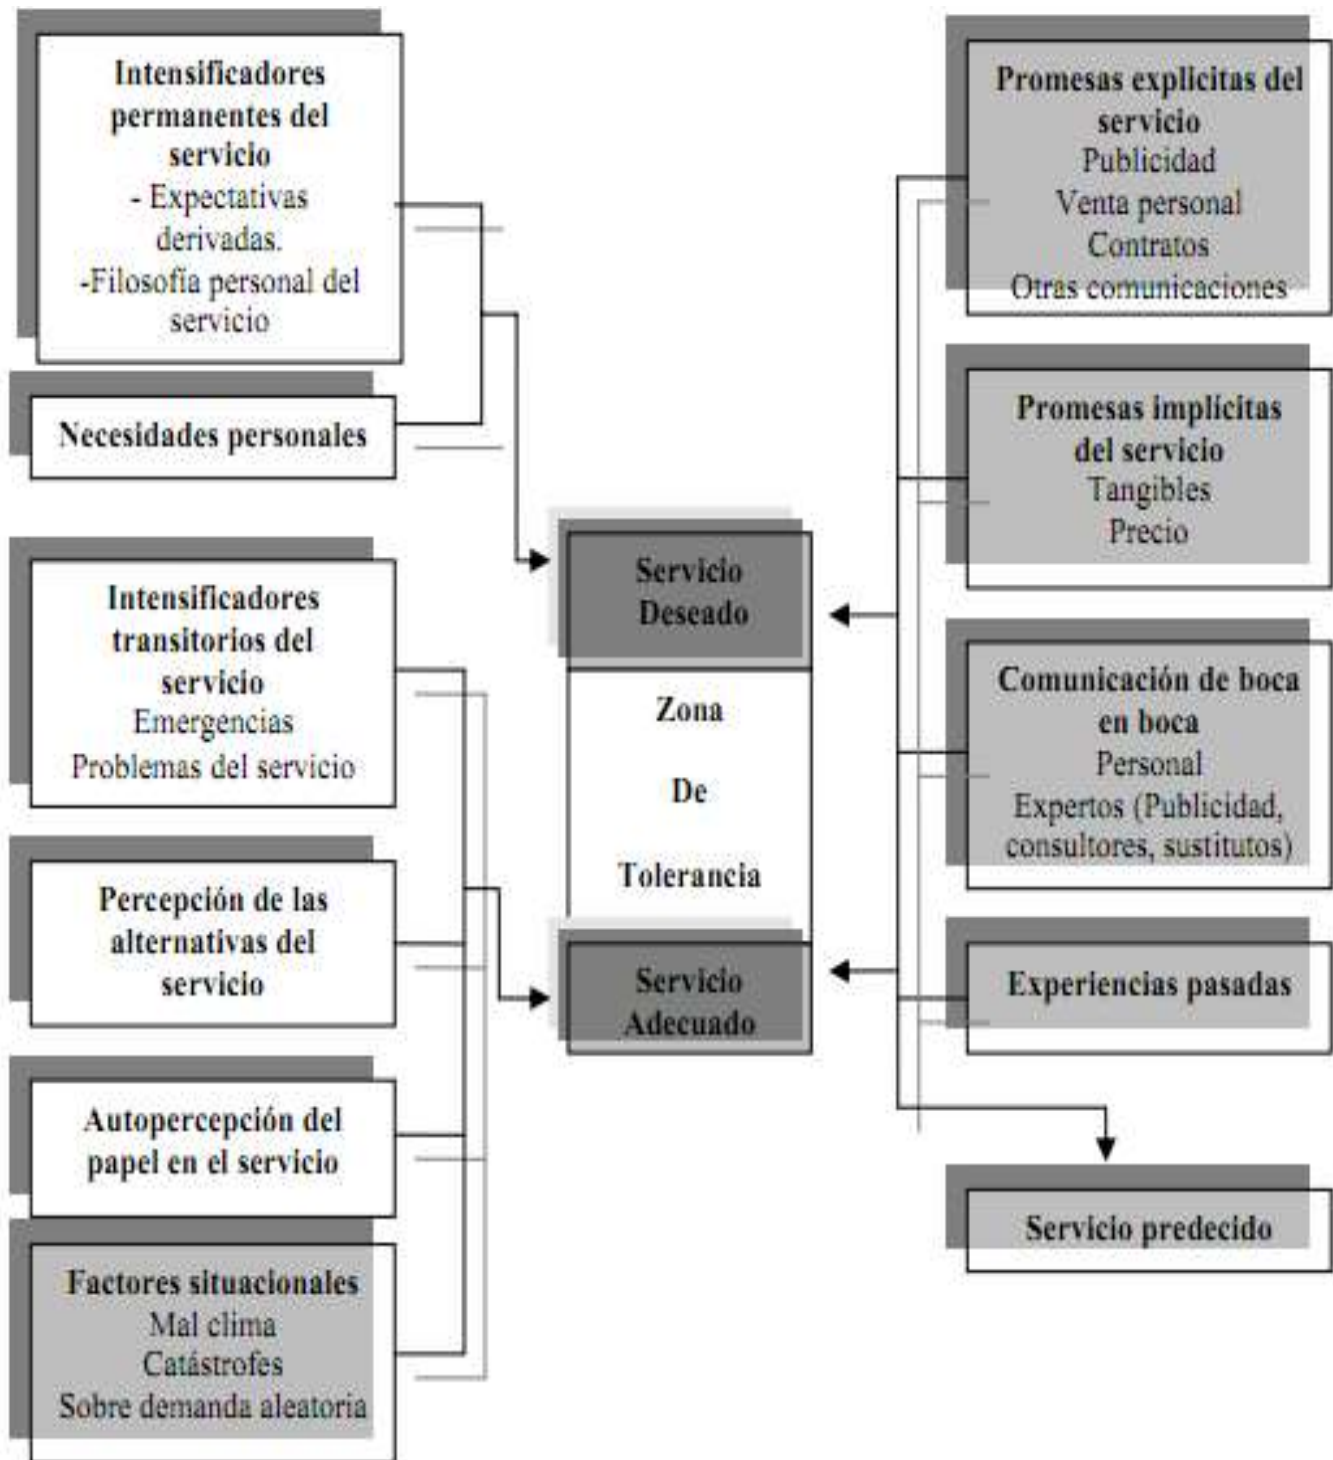 Intensificadores
permanentes del
servicio
- Expectativas
derivadas.
-Filosofía personal del
servicio
Necesidades personales
Intensificadores
transitorios del
servicio
Emergencias
Problemas del servicio
Percepción de las
alternativas del
servicio
Autopercepción del
papel en el servicio
Factores situacionales
Mal clima
Catástrofes
Sobre demanda aleatoria
Servicio
Deseado
Zona
De
Tolerancia
Servicio
Adecuado
Promesas explicitas del
servicio
Publicidad
Venta personal
Contratos
Otras comunicaciones
Promesas implícitas
del servicio
Tangibles
Precio
Comunicación de boca
en boca
Personal
Expertos (Publicidad,
consultores, sustitutos)
Experiencias pasadas
Servicio predecido